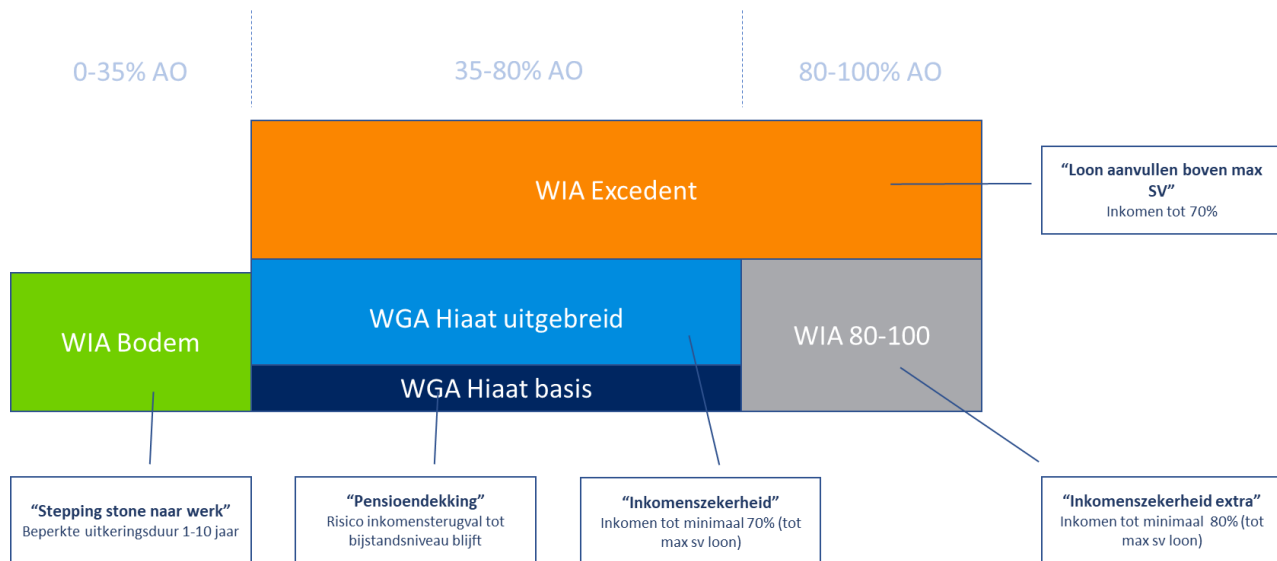 0-35% AO
35-80% AO
80-100% AO
WIA Excedent
“Loon aanvullen boven max
SV”
Inkomen tot 70%
WIA Bodem
WGA Hiaat uitgebreid
WIA 80-100
WGA Hiaat basis
“Stepping stone naar werk”
Beperkte uitkeringsduur 1-10 jaar
“Pensioendekking”
Risico inkomensterugval tot
bijstandsniveau blijft
“Inkomenszekerheid”
Inkomen tot minimaal 70% (tot
max sv loon)
“Inkomenszekerheid extra”
Inkomen tot minimaal 80% (tot
max sv loon)